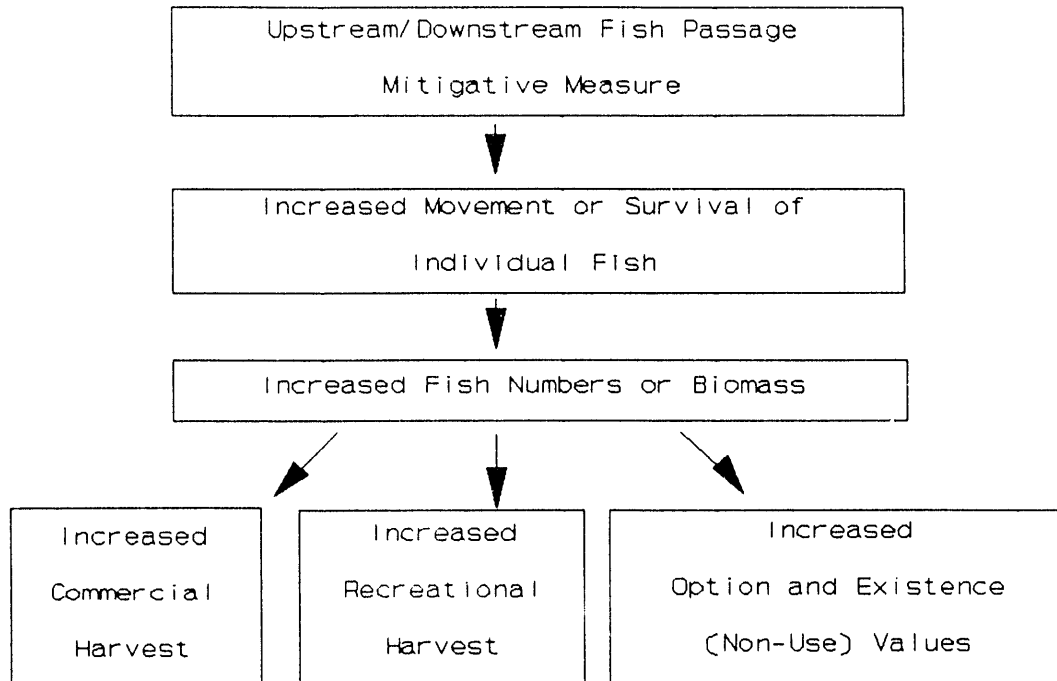 Upstream/Downstream Fish Passage
Mitigative Measure
Increased Movement or Survival of
Individual Fish
Increased Fish Numbers or Biomass
Increased
Commercial
Harvest
Increased
Recreational
Harvest
Increased
Option and Existence
(Non-Use) Values